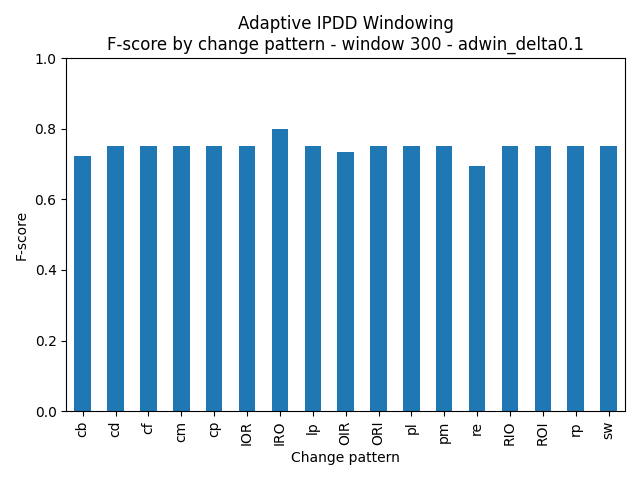 Adaptive IPDD Windowing
F-score by change pattern - window 300 - adwin_delta0.1
1.0
0.8
0.6
0.4
0.2
0.0
F-score
cb
cd
cf
cm
cp
IOR
IRO
lp
OIR
ORI
pl
pm
re
RIO
ROI
rp
sw
Change pattern